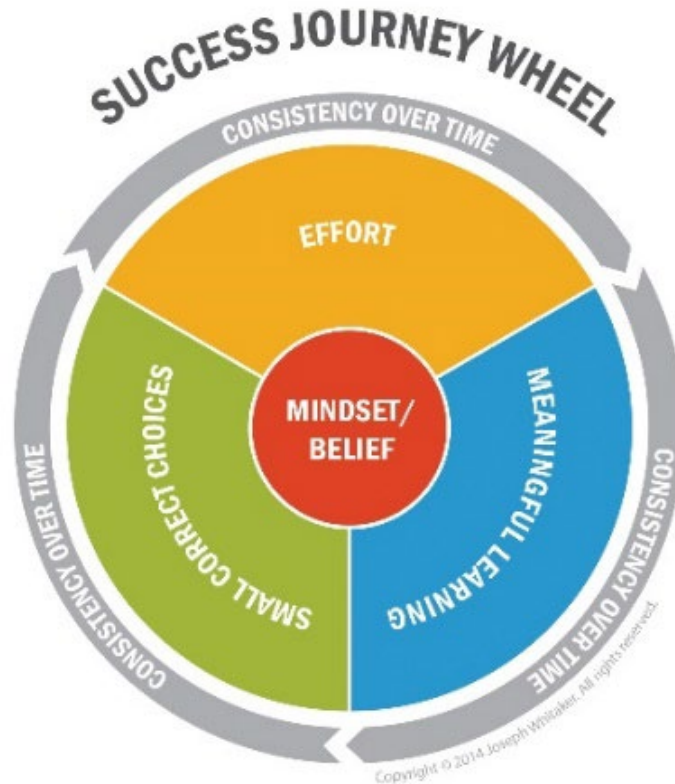 SUCCESS JOURNEY WHEEL
CONSISTENCY OVER TIME
EFFORT
MINDSET/
BELIEF
MEANINGFUL LEARNING
CONSISTENCY OVER TIME
SMALL CORRECT CHOICES
CONSISTENCY OVER TIME
Copyright © 2014 Joseph Whitaker. All rights reserved.